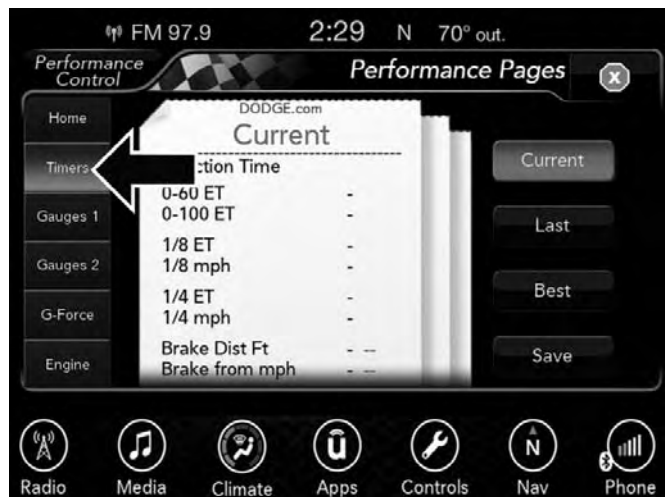 FM 97.9 2:29 N 70° out.
Performance Control
Performance Pages
X
Home
Timers
Gauges 1
Gauges 2
G-Force
Engine
DODGE.com
Current
ction Time
0-60 ET -
0-100 ET -
1/8 ET -
1/8 mph -
1/4 ET -
1/4 mph -
Brake Dist Ft - --
Brake from mph - --
Current
Last
Best
Save
Radio
Media
Climate
ū
Apps
Controls
N
Nav
Phone